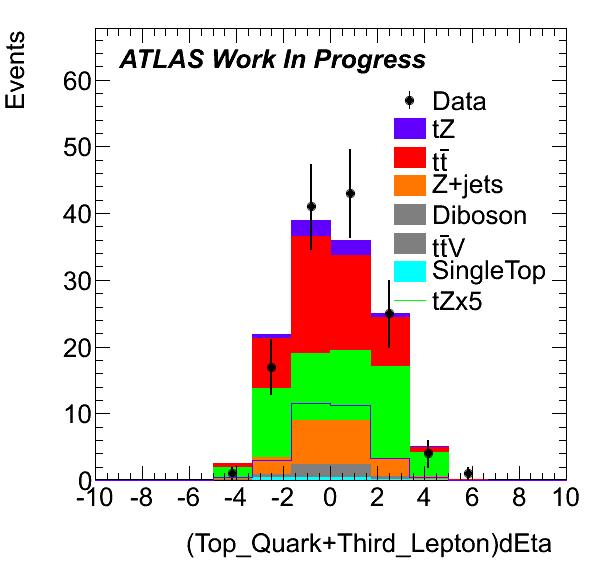 Events
ATLAS Work In Progress
60
50
40
30
20
10
0
Data
tZ
tt̄
Z+jets
Diboson
tt̄V
SingleTop
tZx5
-10 -8 -6 -4 -2 0 2 4 6 8 10
(Top_Quark+Third_Lepton)dEta